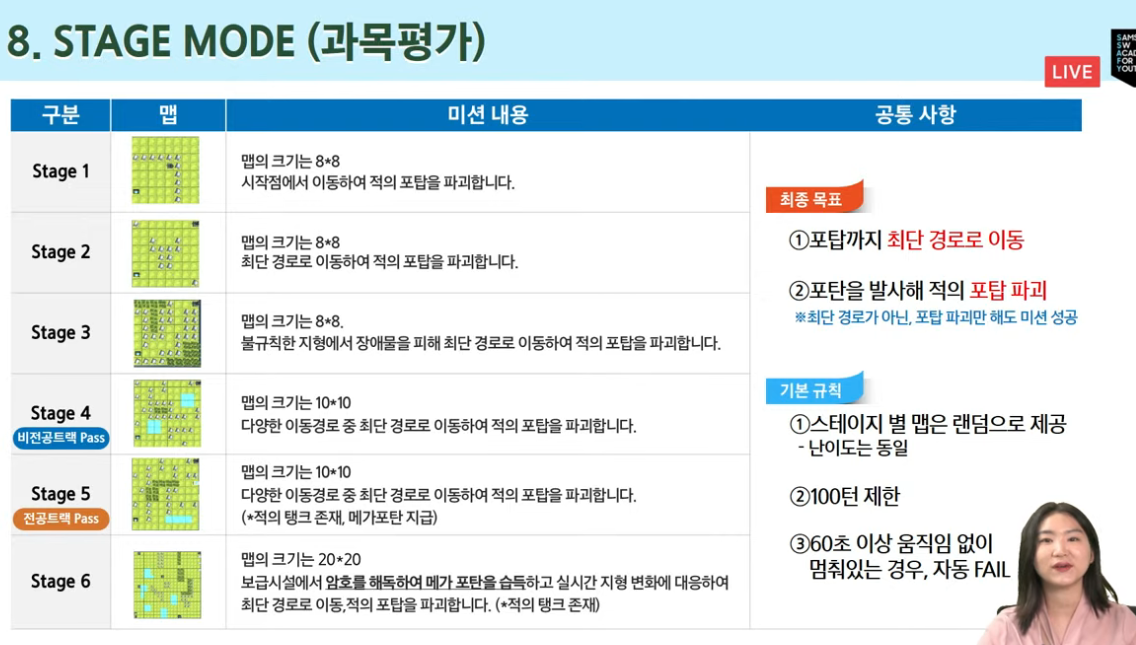 8. STAGE MODE (과목평가)
LIVE
구분 맵 미션 내용 공통 사항
Stage 1
맵의 크기는 8*8
시작점에서 이동하여 적의 포탑을 파괴합니다.
Stage 2
맵의 크기는 8*8
최단 경로로 이동하여 적의 포탑을 파괴합니다.
Stage 3
맵의 크기는 8*8.
불규칙한 지형에서 장애물을 피해 최단 경로로 이동하여 적의 포탑을 파괴합니다.
Stage 4
비전공트랙 Pass
맵의 크기는 10*10
다양한 이동경로 중 최단 경로로 이동하여 적의 포탑을 파괴합니다.
Stage 5
전공트랙 Pass
맵의 크기는 10*10
다양한 이동경로 중 최단 경로로 이동하여 적의 포탑을 파괴합니다.
(*적의 탱크 존재, 메가포탄 지급)
Stage 6
맵의 크기는 20*20
보급시설에서 암호를 해독하여 메가 포탄을 습득하고 실시간 지형 변화에 대응하여
최단 경로로 이동,적의 포탑을 파괴합니다. (*적의 탱크 존재)
최종 목표
①포탑까지 최단 경로로 이동
②포탄을 발사해 적의 포탑 파괴
※최단 경로가 아닌, 포탑 파괴만 해도 미션 성공
기본 규칙
①스테이지 별 맵은 랜덤으로 제공
- 난이도는 동일
②100턴 제한
③60초 이상 움직임 없이
멈춰있는 경우, 자동 FAIL